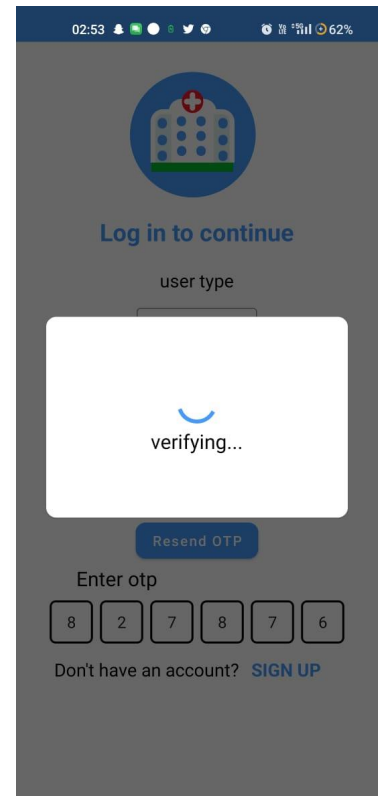 02:53 8 62%
Log in to continue
user type
verifying...
Resend OTP
Enter otp
8 2 7 8 7 6
Don't have an account? SIGN UP